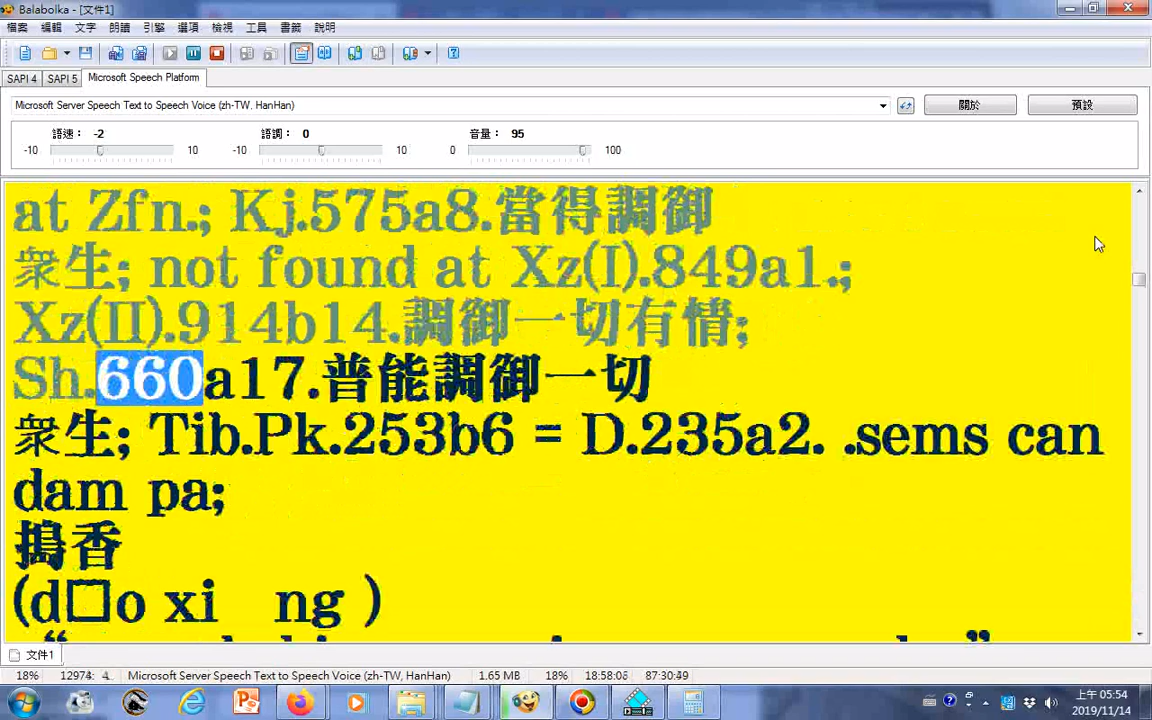 Balabolka - [文件1]
檔案 編輯 文字 朗讀 引擎 選項 檢視 工具 書籤 說明
SAPI 4 SAPI 5 Microsoft Speech Platform
Microsoft Server Speech Text to Speech Voice (zh-TW, HanHan) 關於 預設
語速： -2 語調： 0 音量： 95
-10 10 -10 10 0 100
at Zfn.; Kj.575a8.當得調御
衆生; not found at Xz(I).849a1.;
Xz(II).914b14.調御一切有情;
Sh.660a17.普能調御一切
衆生; Tib.Pk.253b6 = D.235a2. .sems can
dam pa;
搗香
(d□o xi ng )
文件1
18% 12974: 4 Microsoft Server Speech Text to Speech Voice (zh-TW, HanHan) 1.65 MB 18% 18:58:08 87:30:49
上午 05:54
2019/11/14